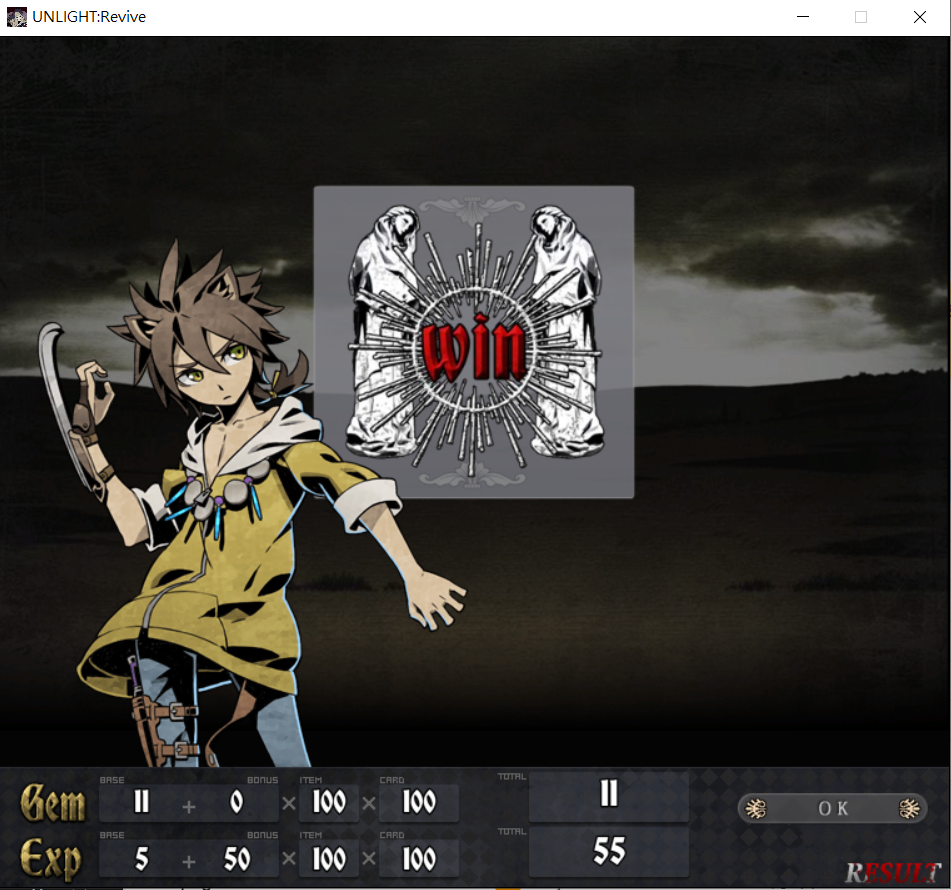 UNLIGHT:Revive
win
BASE BONUS ITEM CARD TOTAL
Gem 11 + 0 × 100 × 100 11
OK
BASE BONUS ITEM CARD TOTAL
Exp 5 + 50 × 100 × 100 55
RESULT